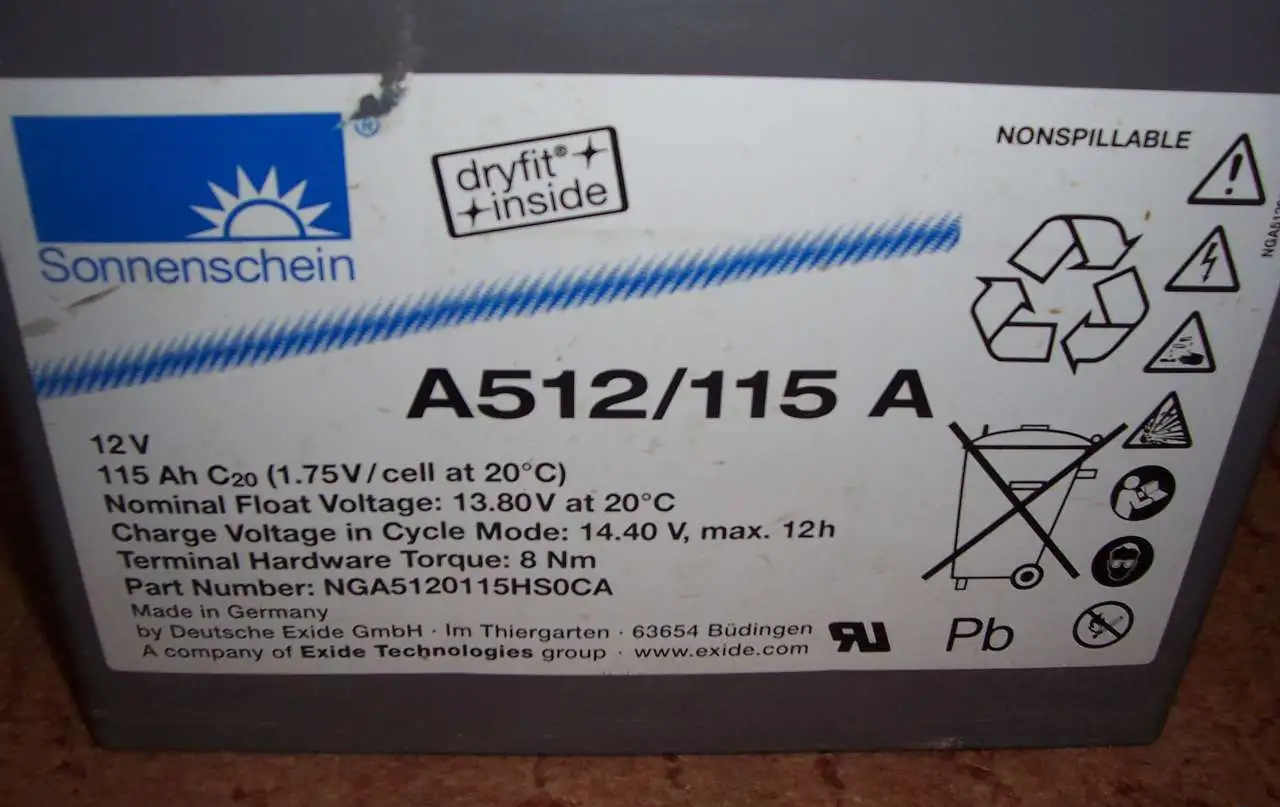 ®
Sonnenschein
dryfit®
inside
NONSPILLABLE
A512/115 A
12 V
115 Ah C20 (1.75V/cell at 20°C)
Nominal Float Voltage: 13.80V at 20°C
Charge Voltage in Cycle Mode: 14.40 V, max. 12h
Terminal Hardware Torque: 8 Nm
Part Number: NGA5120115HS0CA
Made in Germany
by Deutsche Exide GmbH · Im Thiergarten · 63654 Büdingen
A company of Exide Technologies group · www.exide.com
Pb